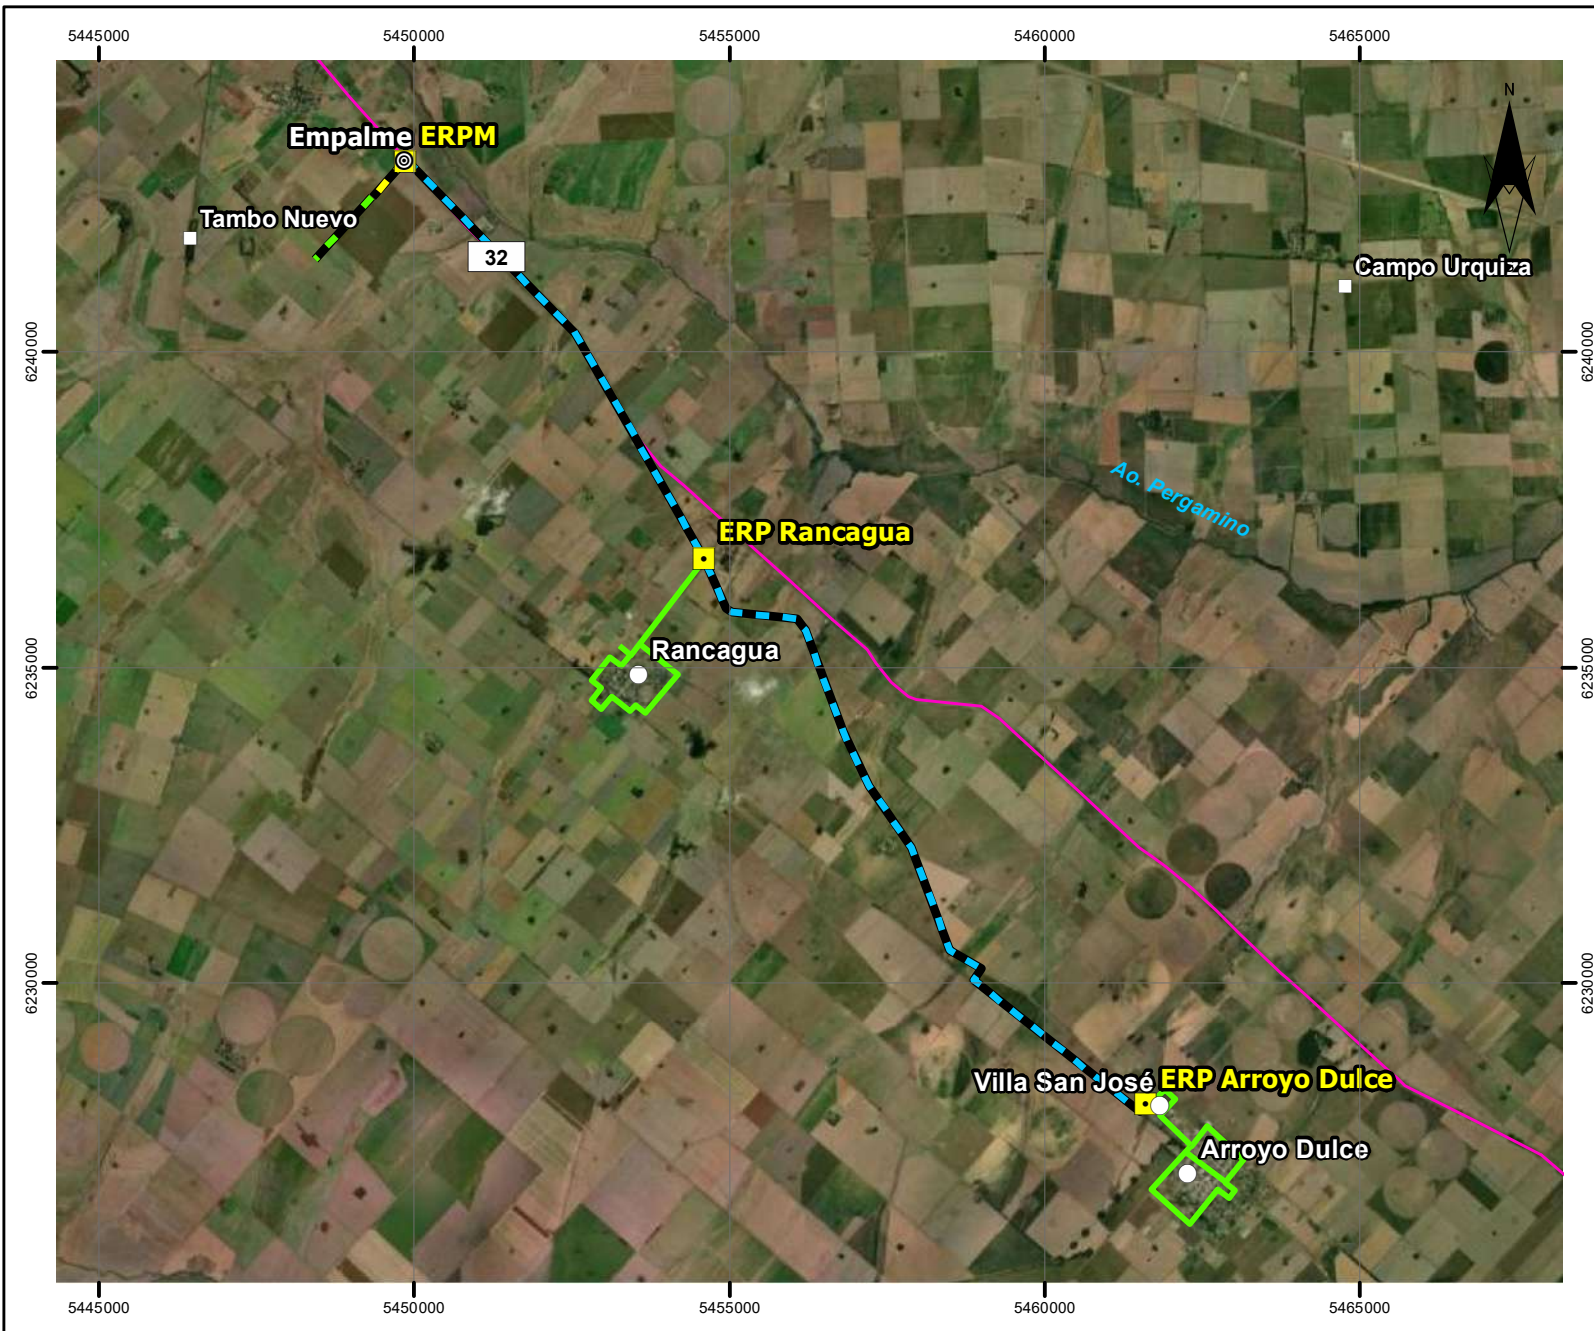 5445000 5450000 5455000 5460000 5465000
N
Empalme ERPM
Tambo Nuevo
32
Campo Urquiza
6240000 6240000
Ao. Pergamino
ERP Rancagua
Rancagua
6235000 6235000
6230000 6230000
Villa San José ERP Arroyo Dulce
Arroyo Dulce
5445000 5450000 5455000 5460000 5465000